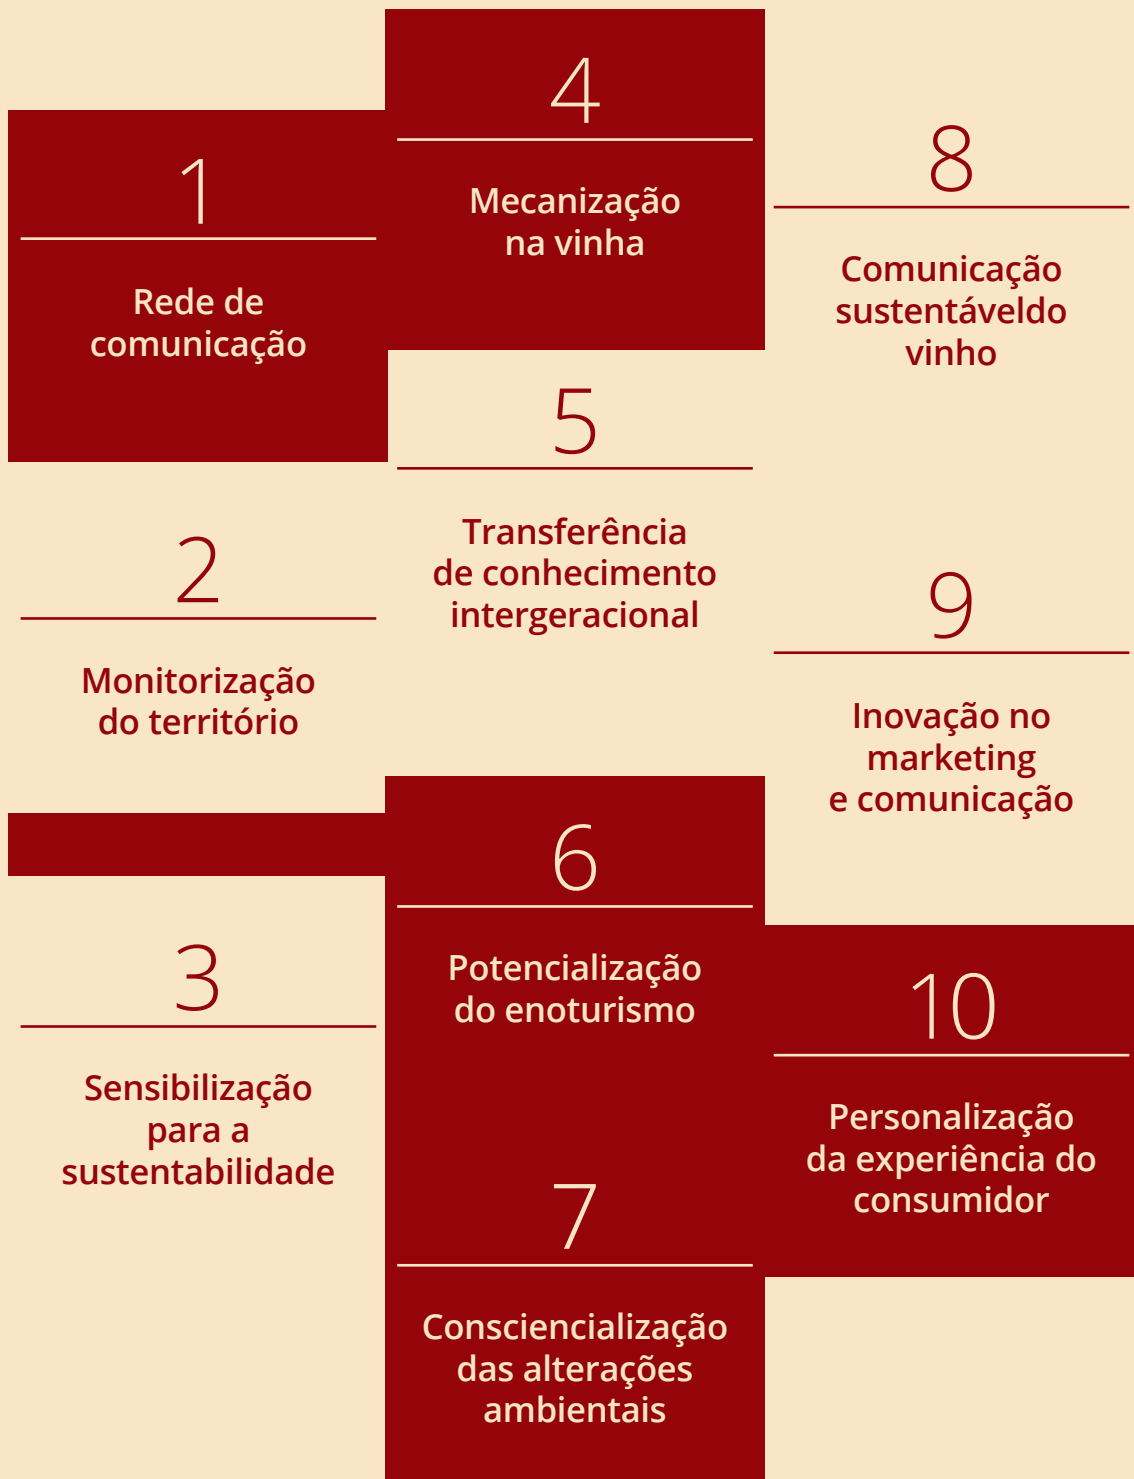 1
Rede de
comunicação
2
Monitorização
do território
3
Sensibilização
para a
sustentabilidade
4
Mecanização
na vinha
5
Transferência
de conhecimento
intergeracional
6
Potencialização
do enoturismo
7
Consciencialização
das alterações
ambientais
8
Comunicação
sustentáveldo
vinho
9
Inovação no
marketing
e comunicação
10
Personalização
da experiência do
consumidor